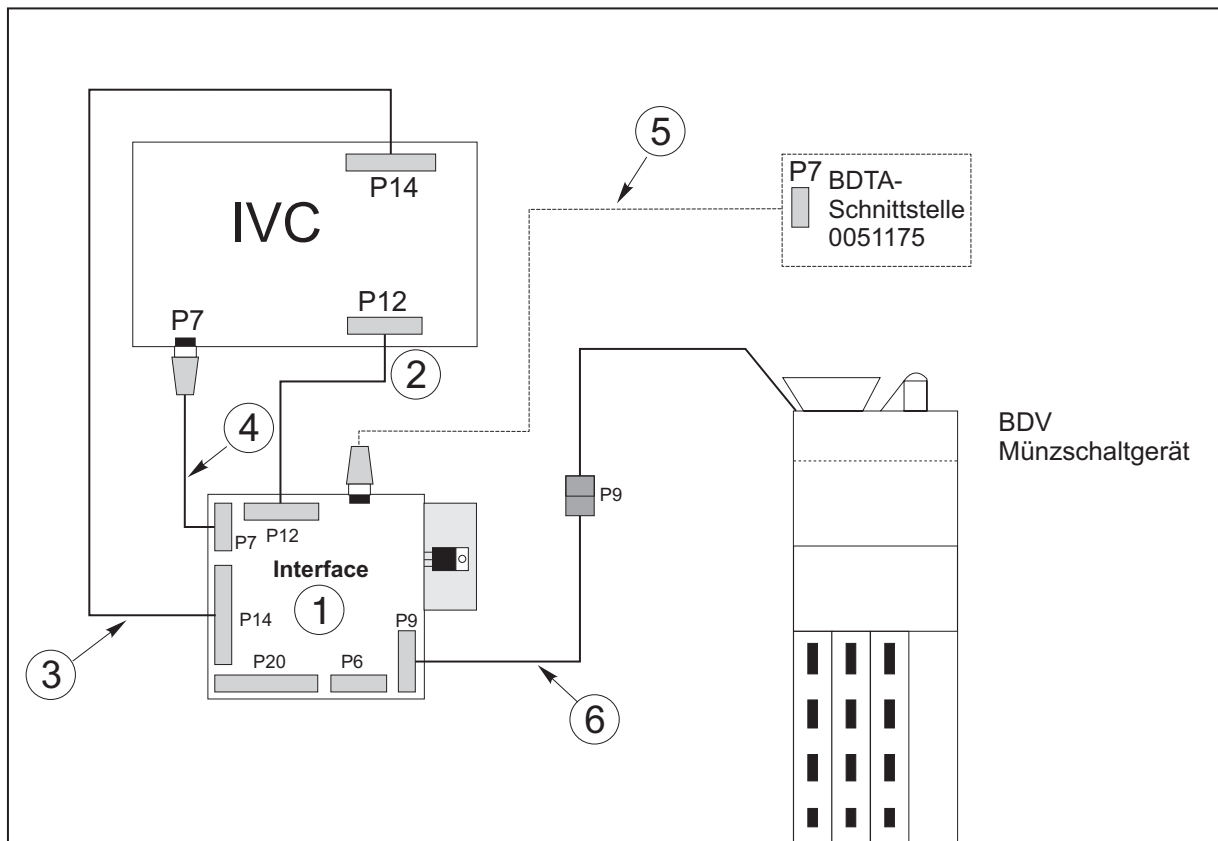 5
P14
P7
BDTA-
Schnittstelle
0051175
IVC
P12
P7
2
4
BDV
Münzschaltgerät
P9
P12
P7
Interface
1
P14
P9
3
P20
P6
6